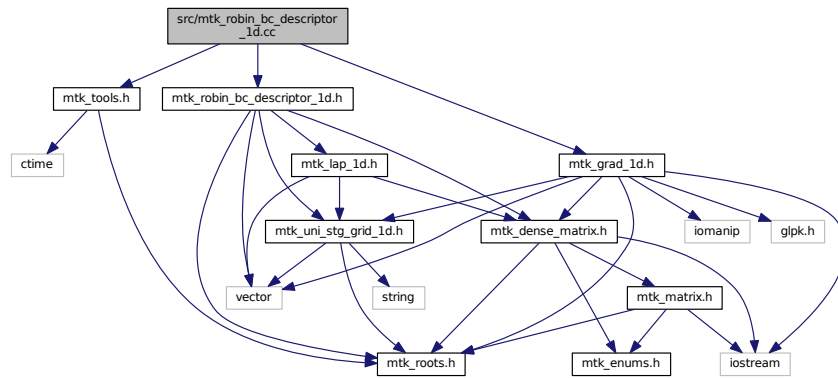 src/mtk_robin_bc_descriptor
_1d.cc
mtk_tools.h
mtk_robin_bc_descriptor_1d.h
ctime
mtk_lap_1d.h
mtk_grad_1d.h
mtk_uni_stg_grid_1d.h
mtk_dense_matrix.h
iomanip
glpk.h
vector
string
mtk_matrix.h
mtk_roots.h
mtk_enums.h
iostream